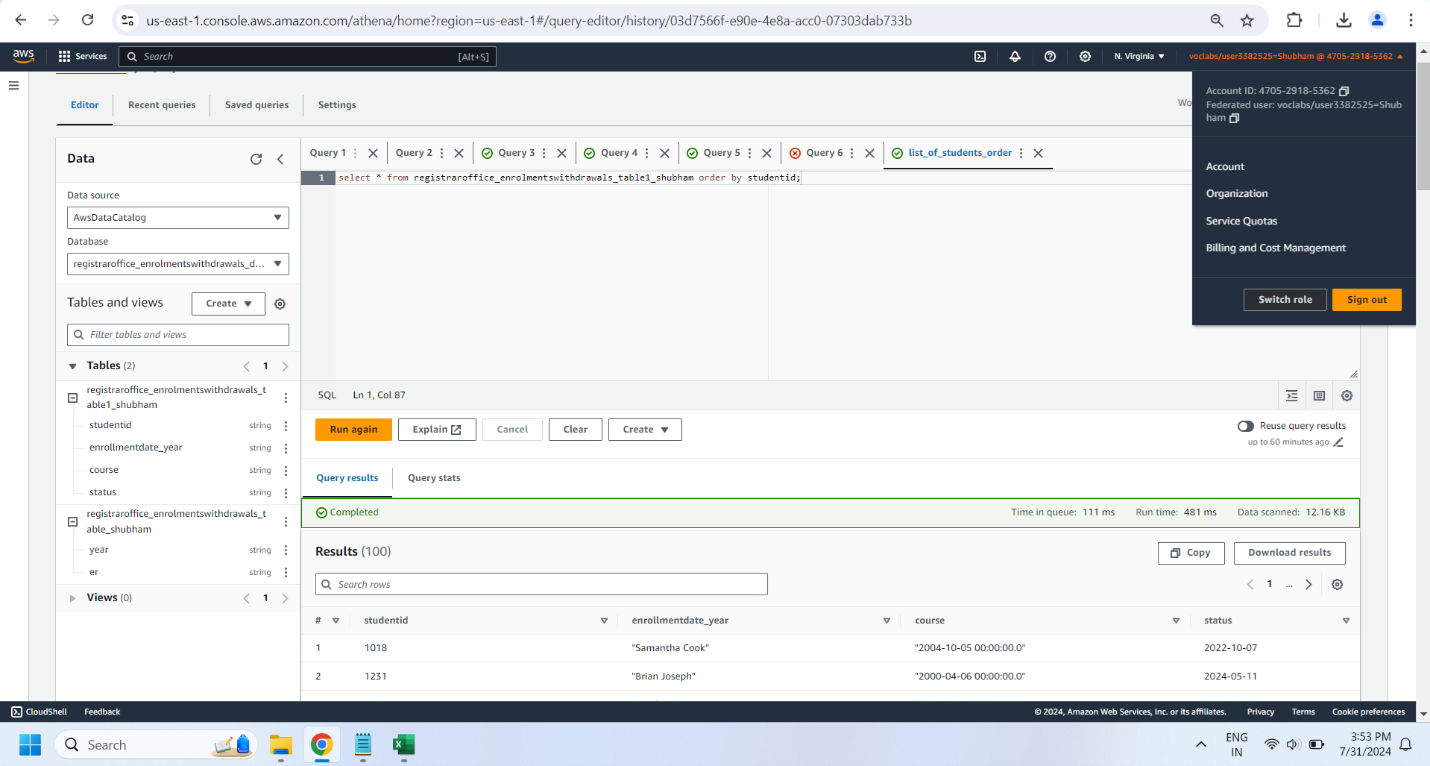 us-east-1.console.aws.amazon.com/athena/home?region=us-east-1#/query-editor/history/03d7566f-e90e-4e8a-acc0-07303dab733b
aws Services Search [Alt+S] N. Virginia voclabs/user3382525=Shubham @ 4705-2918-5362
Account ID: 4705-2918-5362
Federated user: voclabs/user3382525=Shub
ham
Account
Organization
Service Quotas
Billing and Cost Management
Switch role Sign out
Editor Recent queries Saved queries Settings Wo
Data
Data source
AwsDataCatalog
Database
registraroffice_enrolmentswithdrawals_d...
Tables and views Create
Filter tables and views
Tables (2) 1
registraroffice_enrolmentswithdrawals_t
able1_shubham
studentid string
enrollmentdate_year string
course string
status string
registraroffice_enrolmentswithdrawals_t
able_shubham
year string
er string
Views (0) 1
Query 1 Query 2 Query 3 Query 4 Query 5 Query 6 list_of_students_order
1 select * from registraroffice_enrolmentswithdrawals_table1_shubham order by studentid;
SQL Ln 1, Col 87
Run again Explain Cancel Clear Create
Reuse query results
up to 60 minutes ago
Query results Query stats
Completed Time in queue: 111 ms Run time: 481 ms Data scanned: 12.16 KB
Results (100) Copy Download results
Search rows 1 ...
# studentid enrollmentdate_year course status
1 1018 "Samantha Cook" "2004-10-05 00:00:00.0" 2022-10-07
2 1231 "Brian Joseph" "2000-04-06 00:00:00.0" 2024-05-11
CloudShell Feedback © 2024, Amazon Web Services, Inc. or its affiliates. Privacy Terms Cookie preferences
Search ENG 3:53 PM
IN 7/31/2024